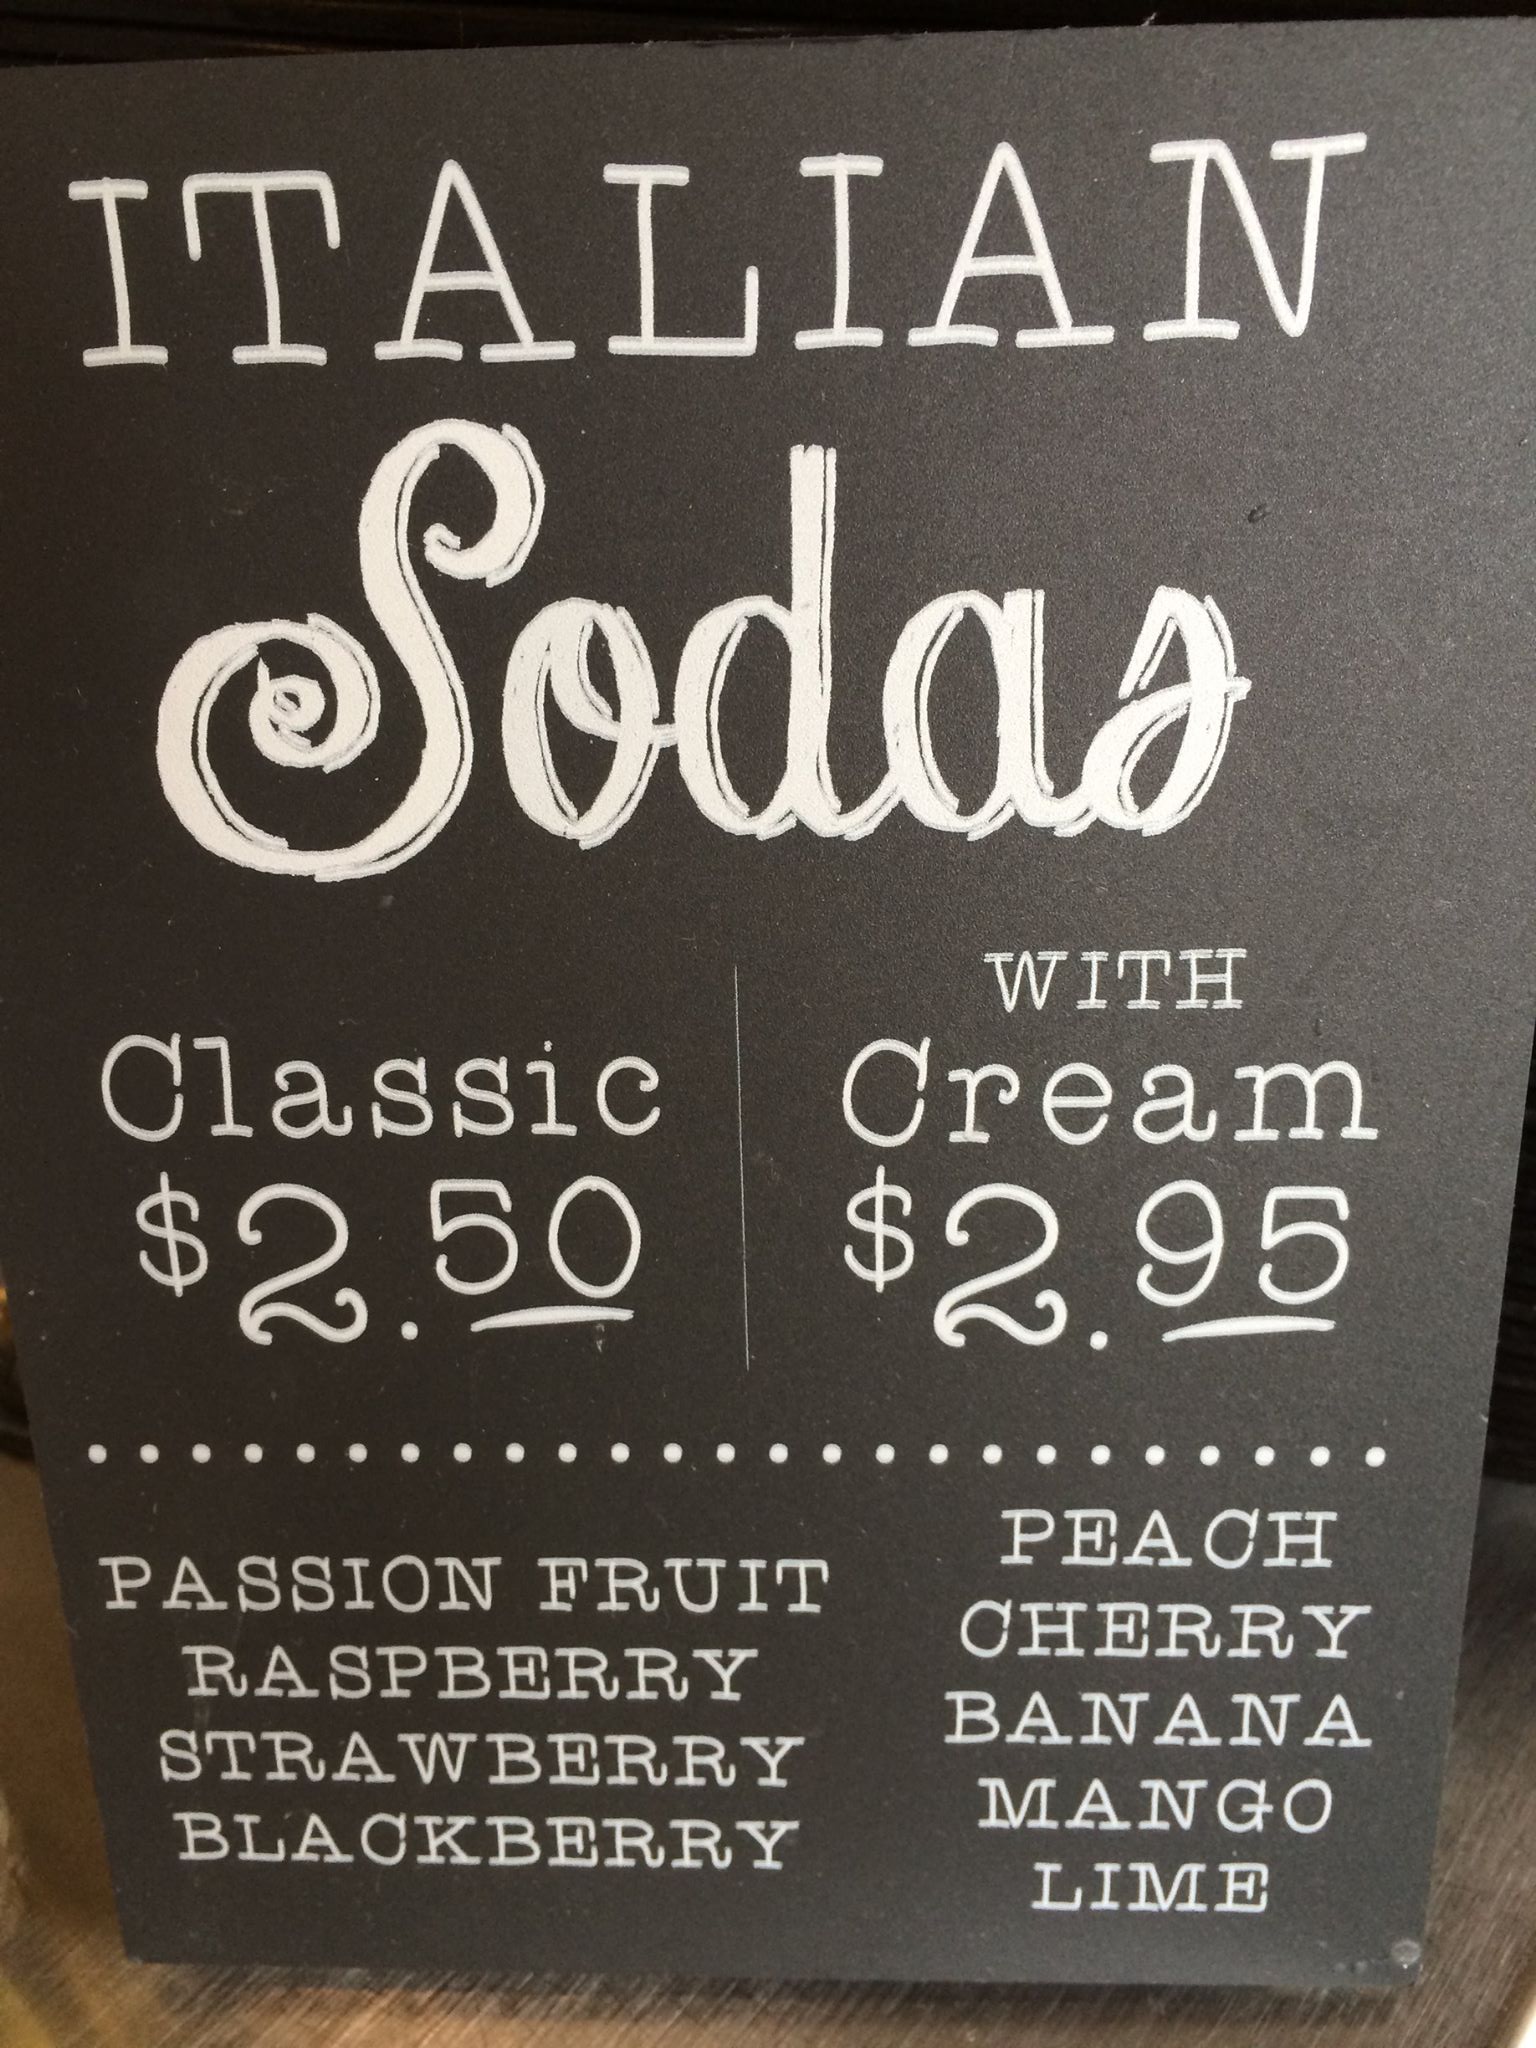 ITALIAN
Sodas
Classic
$2.50
WITH
Cream
$2.95
PASSION FRUIT
RASPBERRY
STRAWBERRY
BLACKBERRY
PEACH
CHERRY
BANANA
MANGO
LIME